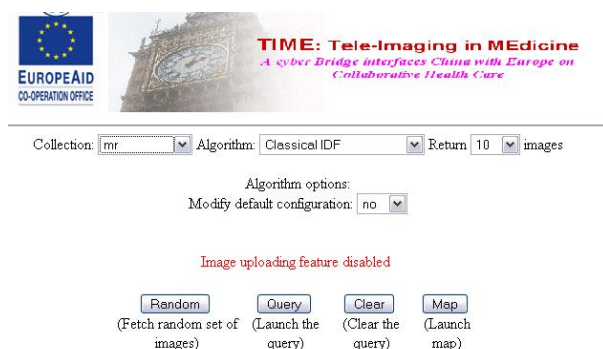 TIME: Tele-Imaging in MEdicine
A cyber Bridge interfaces China with Europe on
Collaborative Health Care
EUROPEAID
CO-OPERATION OFFICE
Collection: mr Algorithm: Classical IDF Return 10 images
Algorithm options:
Modify default configuration: no
Image uploading feature disabled
Random Query Clear Map
(Fetch random set of (Launch the (Clear the (Launch
images) query) query) map)